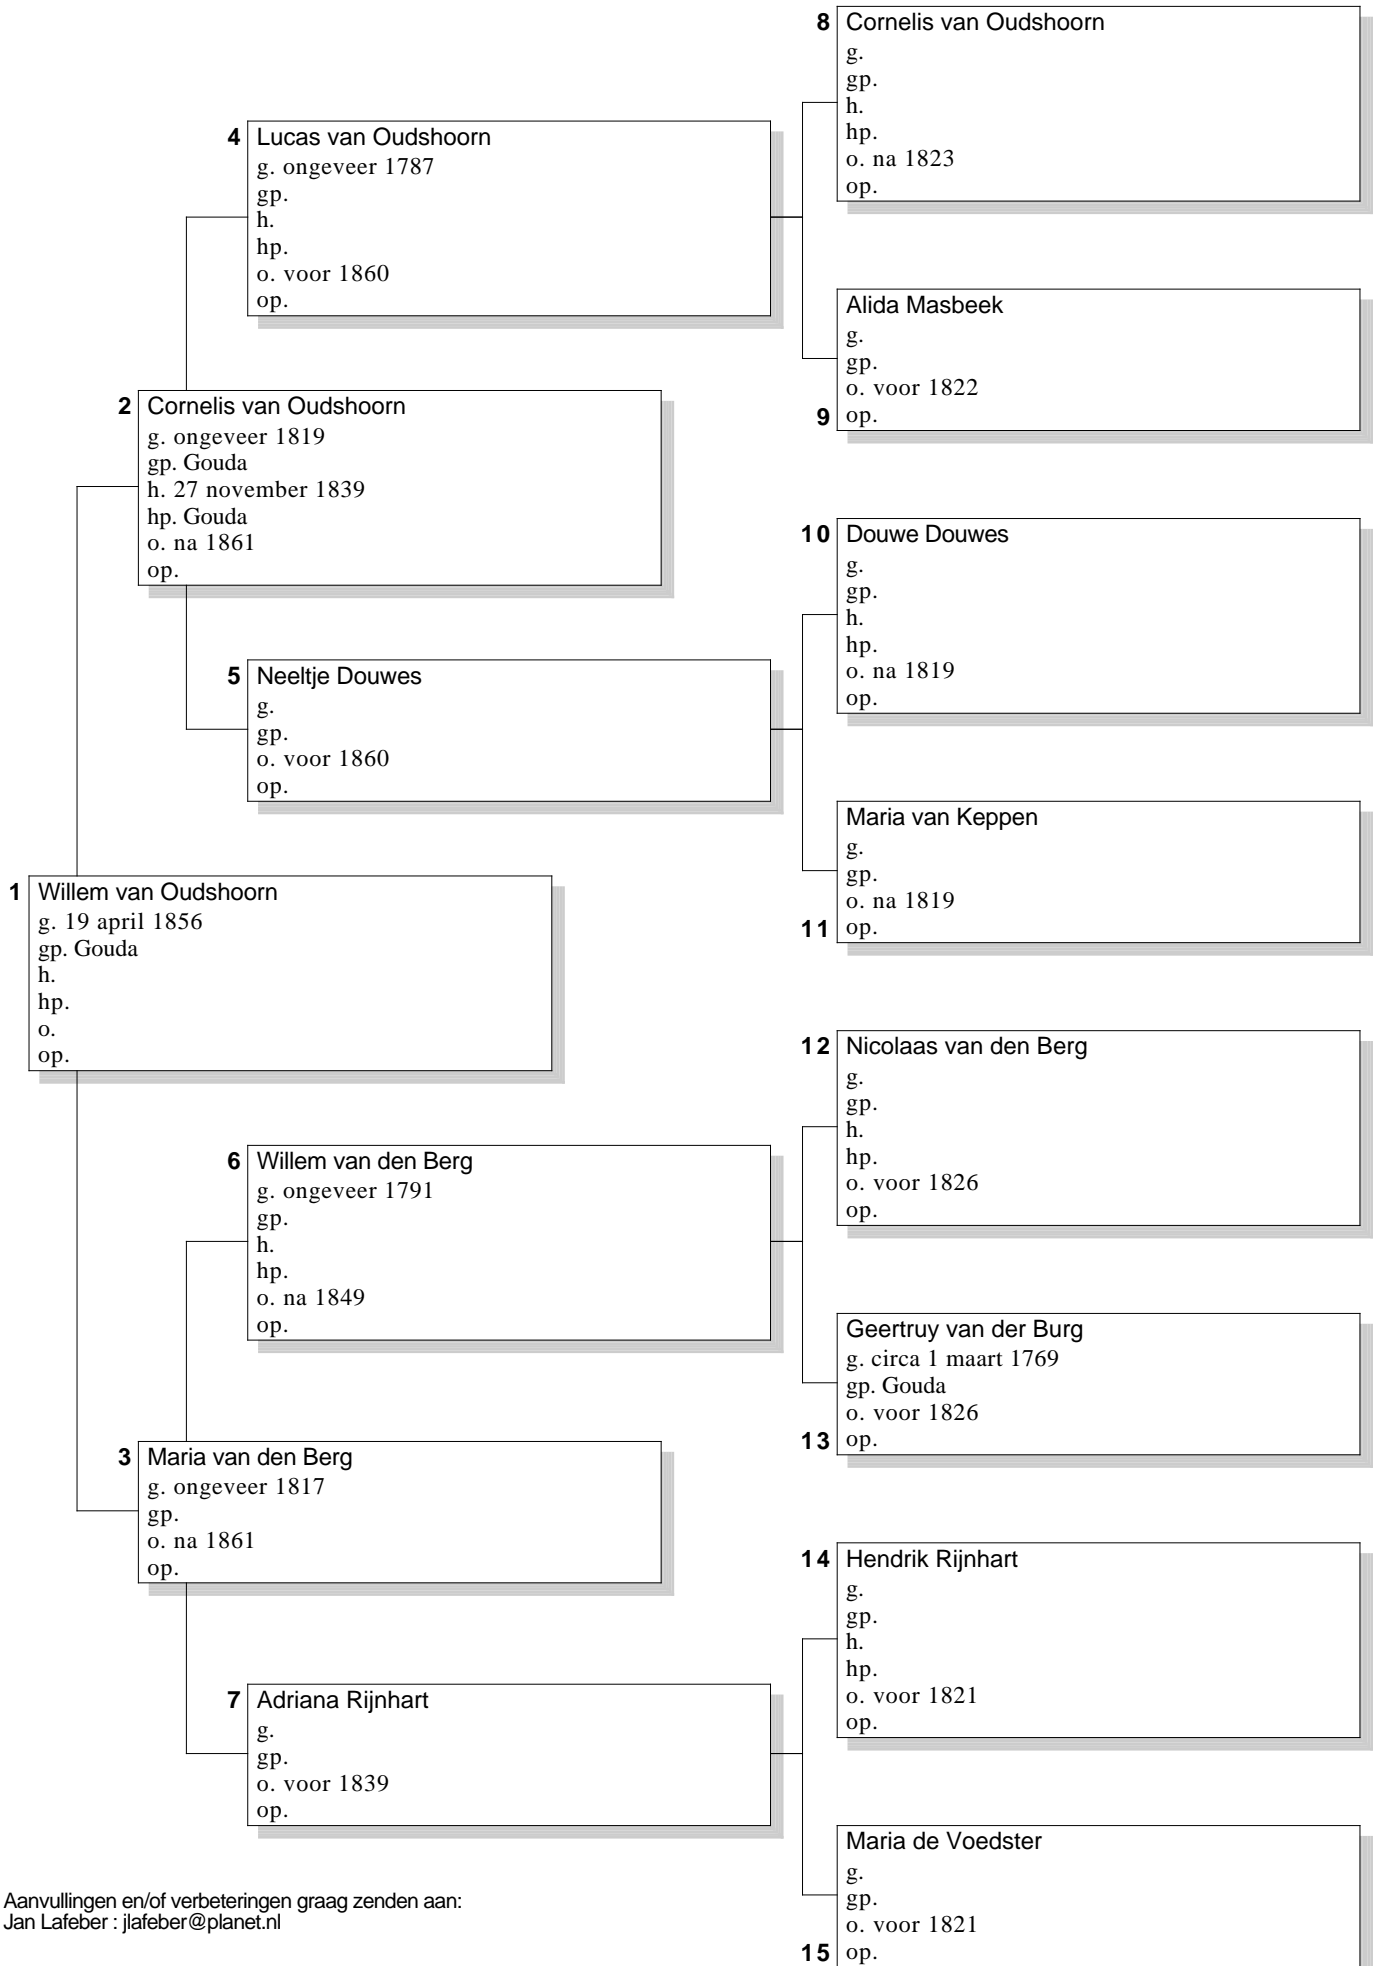 8 Cornelis van Oudshoorn
g.
gp.
h.
hp.
o. na 1823
op.
4 Lucas van Oudshoorn
g. ongeveer 1787
gp.
h.
hp.
o. voor 1860
op.
Alida Masbeek
g.
gp.
o. voor 1822
9 op.
2 Cornelis van Oudshoorn
g. ongeveer 1819
gp. Gouda
h. 27 november 1839
hp. Gouda
o. na 1861
op.
10 Douwe Douwes
g.
gp.
h.
hp.
o. na 1819
op.
5 Neeltje Douwes
g.
gp.
o. voor 1860
op.
Maria van Keppen
g.
gp.
o. na 1819
11 op.
1 Willem van Oudshoorn
g. 19 april 1856
gp. Gouda
h.
hp.
o.
op.
12 Nicolaas van den Berg
g.
gp.
h.
hp.
o. voor 1826
op.
6 Willem van den Berg
g. ongeveer 1791
gp.
h.
hp.
o. na 1849
op.
Geertruy van der Burg
g. circa 1 maart 1769
gp. Gouda
o. voor 1826
13 op.
3 Maria van den Berg
g. ongeveer 1817
gp.
o. na 1861
op.
14 Hendrik Rijnhart
g.
gp.
h.
hp.
o. voor 1821
op.
7 Adriana Rijnhart
g.
gp.
o. voor 1839
op.
Maria de Voedster
g.
gp.
o. voor 1821
15 op.
Aanvullingen en/of verbeteringen graag zenden aan:
Jan Lafeber : jlafeber@planet.nl